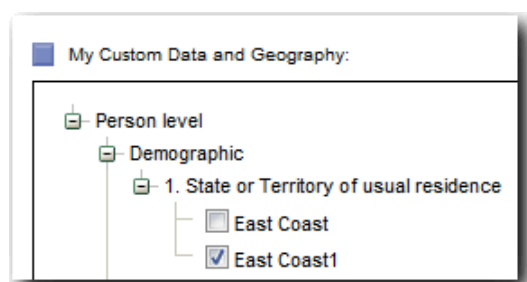 My Custom Data and Geography:
Person level
Demographic
1. State or Territory of usual residence
East Coast
East Coast1